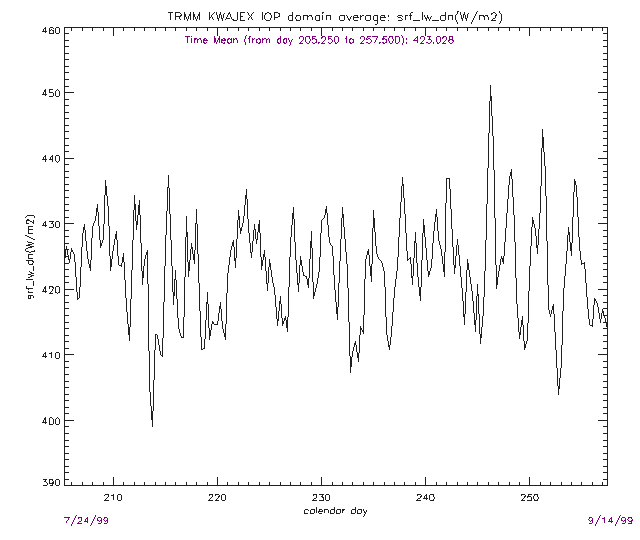 TRMM KWAJEX IOP domain average: srf_lw_dn(W/m2)
Time Mean (from day 205.250 to 257.500): 423.028
460
450
440
430
420
410
400
390
srf_lw_dn(W/m2)
210 220 230 240 250
calendar day
7/24/99 9/14/99